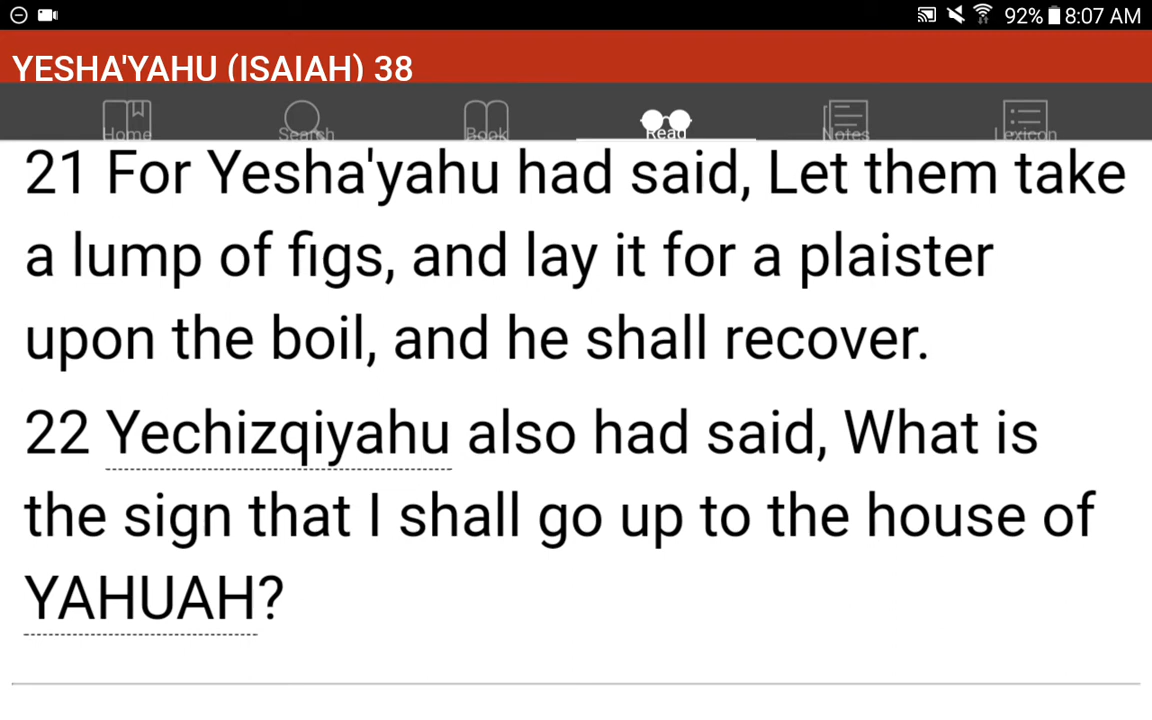 92% 8:07 AM
YESHA'YAHU (ISAIAH) 38
Home Search Book Read Notes Lexicon
21 For Yesha'yahu had said, Let them take
a lump of figs, and lay it for a plaister
upon the boil, and he shall recover.
22 Yechizqiyahu also had said, What is
the sign that I shall go up to the house of
YAHUAH?